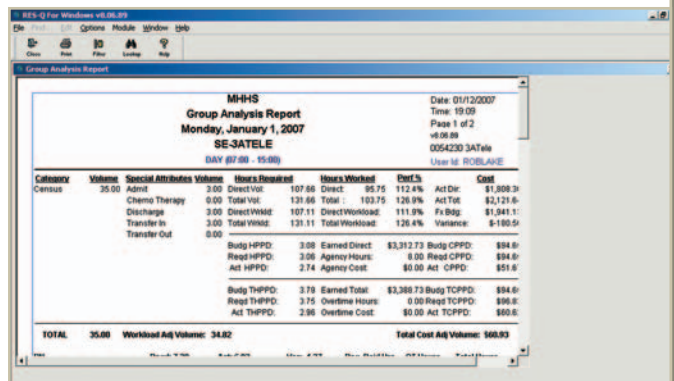 RES-Q For Windows v8.06.89
File Find Edit Options Module Window Help
Close Print Filter Lookup Help
Group Analysis Report
MHHS
Group Analysis Report
Monday, January 1, 2007
SE-3ATELE
DAY (07:00 - 15:00)
Date: 01/12/2007
Time: 19:09
Page 1 of 2
v8.06.89
0054230 3ATele
User Id: ROBLAKE
Category Volume Special Attributes Volume Hours Required Hours Worked Perf % Cost
Census 35.00 Admit 3.00 Direct Vol: 107.66 Direct: 95.75 112.4% Act Dir: $1,808.3
Chemo Therapy 0.00 Total Vol: 131.66 Total : 103.75 126.9% Act Tot: $2,121.6
Discharge 3.00 Direct Wrkld: 107.11 Direct Workload: 111.9% Fx Bdg: $1,941.1
Transfer In 3.00 Total Wrkld: 131.11 Total Workload: 126.4% Variance: $-180.5
Transfer Out 0.00
Budg HPPD: 3.08 Earned Direct: $3,312.73 Budg CPPD: $94.6
Reqd HPPD: 3.06 Agency Hours: 0.00 Reqd CPPD: $94.6
Act HPPD: 2.74 Agency Cost: $0.00 Act CPPD: $51.6
Budg THPPD: 3.79 Earned Total: $3,388.73 Budg TCPPD: $94.6
Reqd THPPD: 3.75 Overtime Hours: 0.00 Reqd TCPPD: $96.8
Act THPPD: 2.96 Overtime Cost: $0.00 Act TCPPD: $60.6
TOTAL 35.00 Workload Adj Volume: 34.82 Total Cost Adj Volume: $60.93